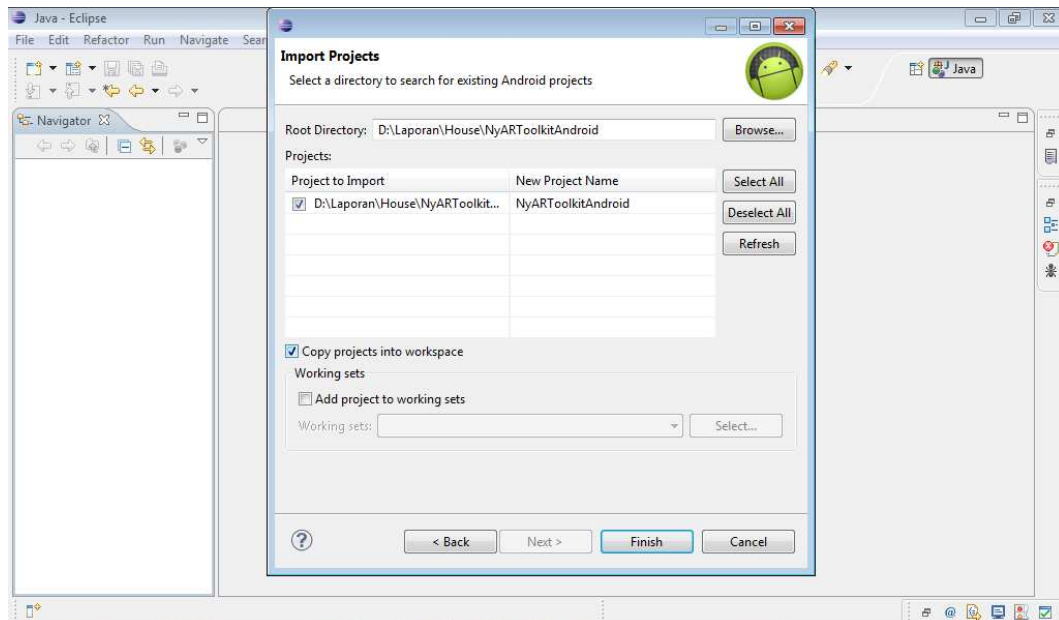 Java - Eclipse
File Edit Refactor Run Navigate Sear
Java
Navigator
Import Projects
Select a directory to search for existing Android projects
Root Directory: D:\Laporan\House\NyARToolkitAndroid Browse...
Projects:
Project to Import New Project Name Select All
D:\Laporan\House\NyARToolkit... NyARToolkitAndroid
Deselect All
Refresh
Copy projects into workspace
Working sets
Add project to working sets
Working sets: Select...
< Back Next > Finish Cancel